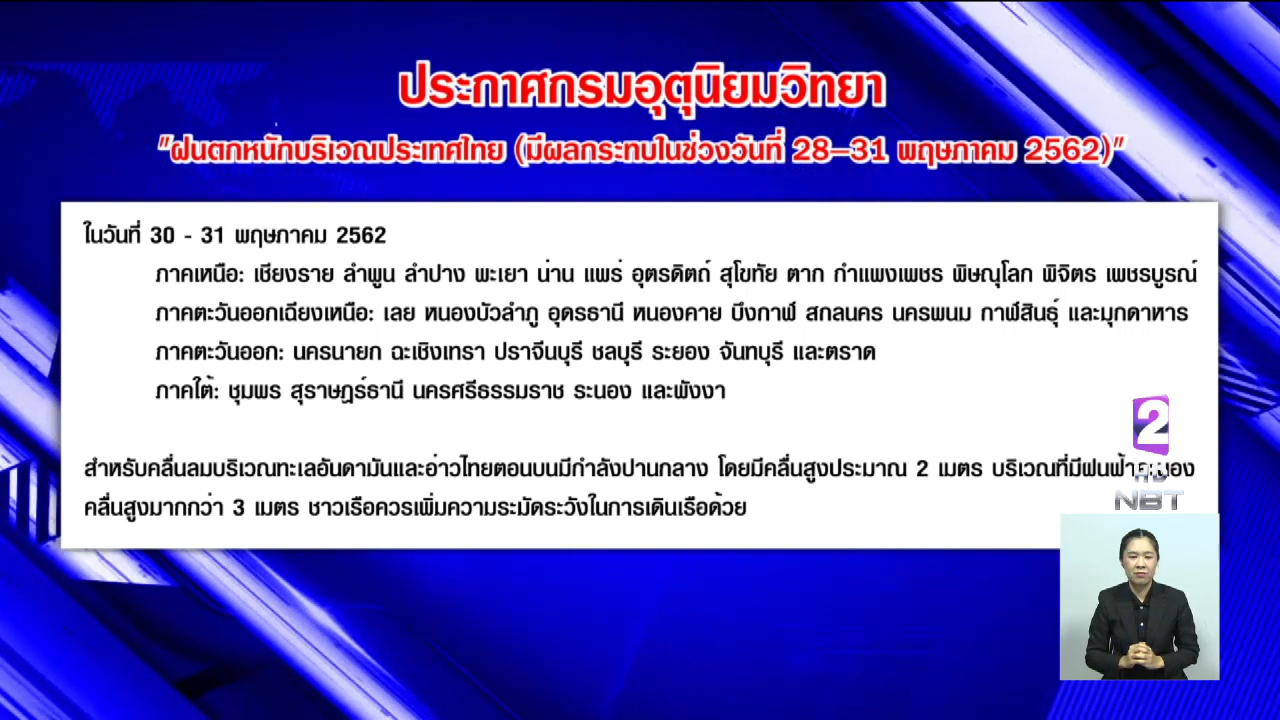 ประกาศกรมอุตุนิยมวิทยา
"ฝนตกหนักบริเวณประเทศไทย (มีผลกระทบในช่วงวันที่ 28–31 พฤษภาคม 2562)"
ในวันที่ 30 - 31 พฤษภาคม 2562
ภาคเหนือ: เชียงราย ลำพูน ลำปาง พะเยา น่าน แพร่ อุตรดิตถ์ สุโขทัย ตาก กำแพงเพชร พิษณุโลก พิจิตร เพชรบูรณ์
ภาคตะวันออกเฉียงเหนือ: เลย หนองบัวลำภู อุดรธานี หนองคาย บึงกาฬ สกลนคร นครพนม กาฬสินธุ์ และมุกดาหาร
ภาคตะวันออก: นครนายก ฉะเชิงเทรา ปราจีนบุรี ชลบุรี ระยอง จันทบุรี และตราด
ภาคใต้: ชุมพร สุราษฎร์ธานี นครศรีธรรมราช ระนอง และพังงา
สำหรับคลื่นลมบริเวณทะเลอันดามันและอ่าวไทยตอนบนมีกำลังปานกลาง โดยมีคลื่นสูงประมาณ 2 เมตร บริเวณที่มีฝนฟ้าคะนอง
คลื่นสูงมากกว่า 3 เมตร ชาวเรือควรเพิ่มความระมัดระวังในการเดินเรือด้วย
2
HD
NBT